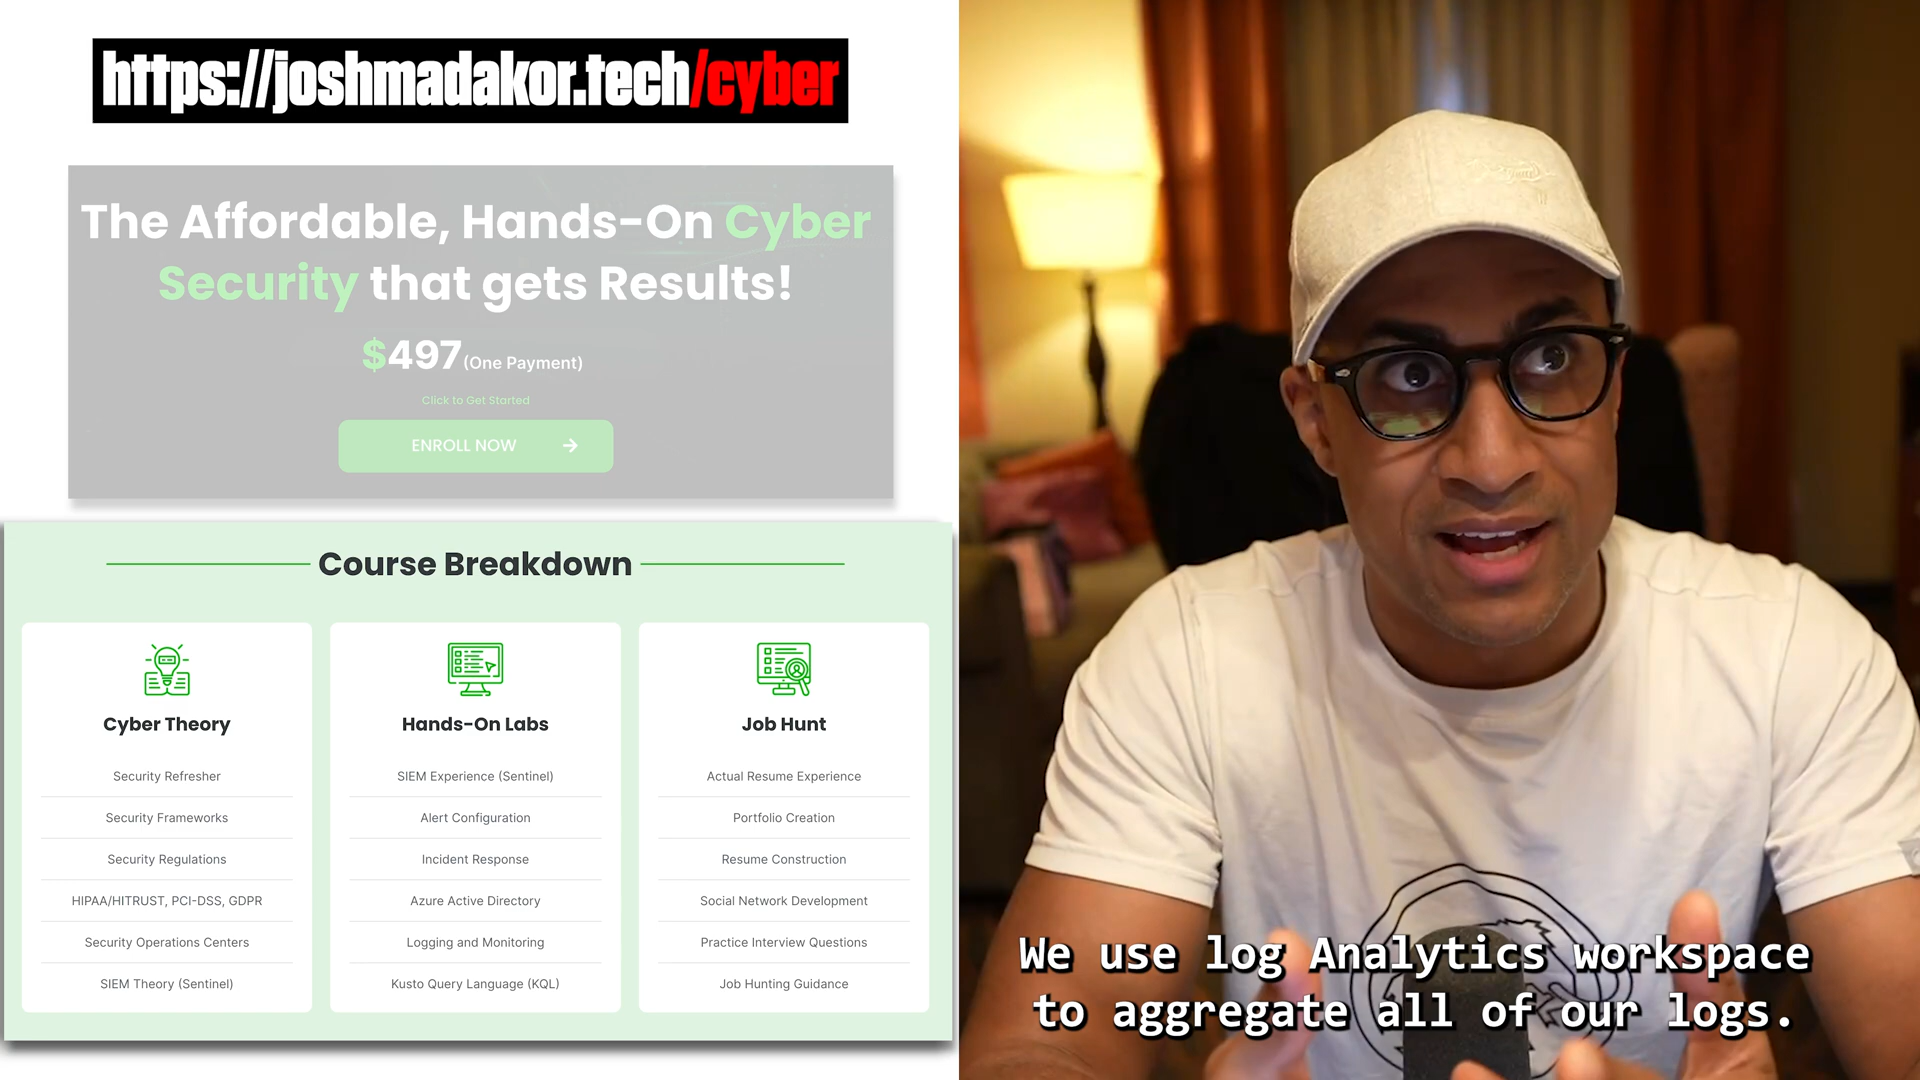 https://joshmadakor.tech/cyber
The Affordable, Hands-On Cyber
Security that gets Results!
$497 (One Payment)
Click to Get Started
ENROLL NOW →
Course Breakdown
Cyber Theory
Security Refresher
Security Frameworks
Security Regulations
HIPAA/HITRUST, PCI-DSS, GDPR
Security Operations Centers
SIEM Theory (Sentinel)
Hands-On Labs
SIEM Experience (Sentinel)
Alert Configuration
Incident Response
Azure Active Directory
Logging and Monitoring
Kusto Query Language (KQL)
Job Hunt
Actual Resume Experience
Portfolio Creation
Resume Construction
Social Network Development
Practice Interview Questions
Job Hunting Guidance
We use log Analytics workspace
to aggregate all of our logs.